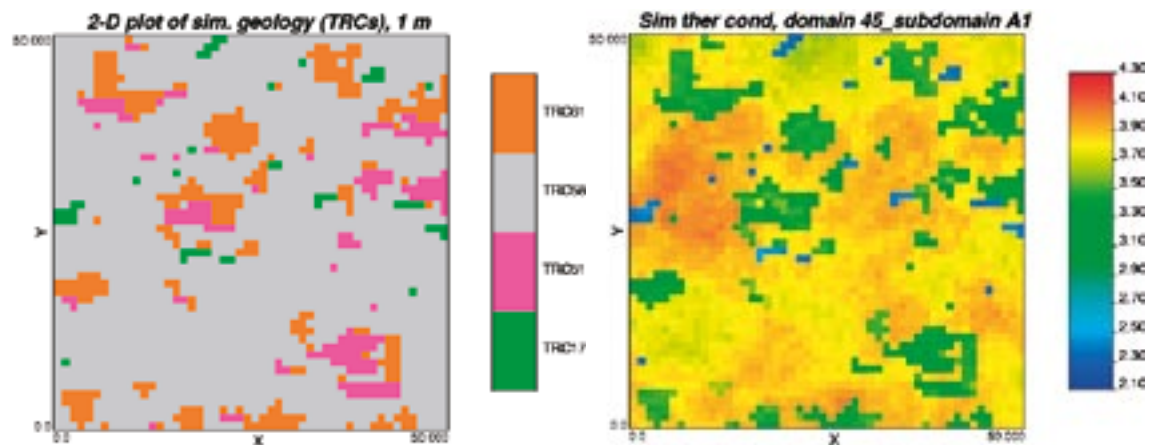 2-D plot of sim. geology (TRCs), 1 m
50 000
Y
0.0
0.0
X
50.000
TRC61
TRC58
TRC51
TRC17
Sim ther cond, domain 45_subdomain A1
50 000
Y
0.0
0.0
X
50.000
4.30
4.10
3.90
3.70
3.50
3.30
3.10
2.90
2.70
2.50
2.30
2.10